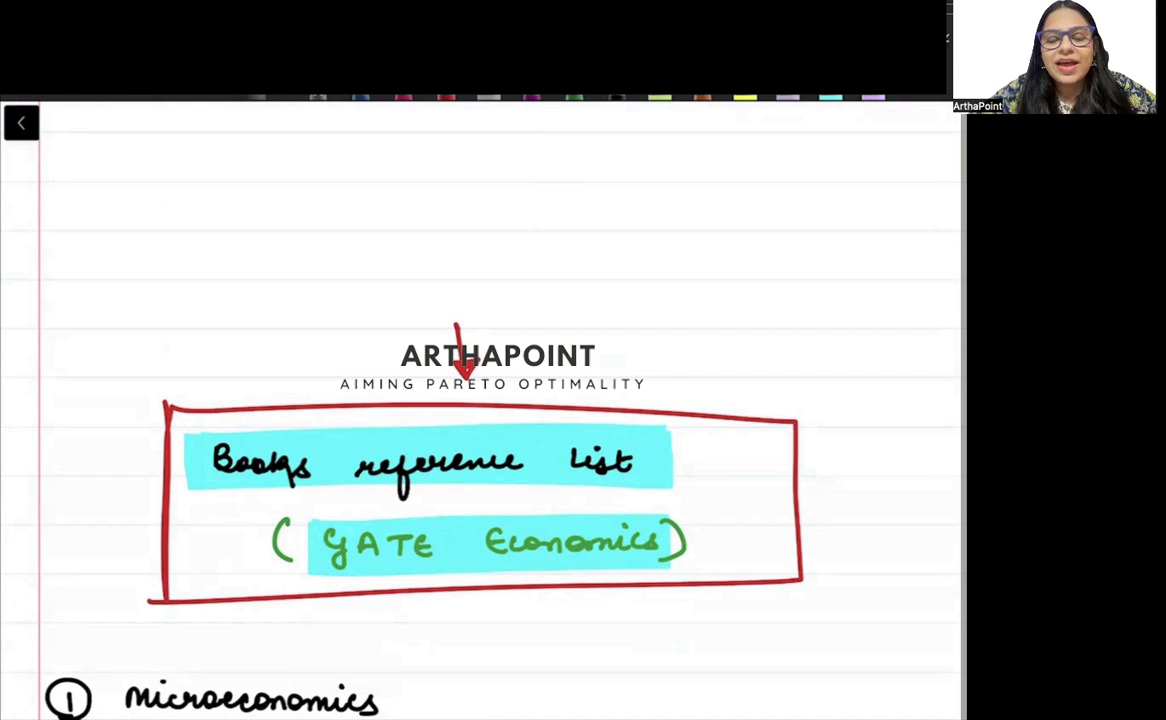 ArthaPoint
ARTHAPOINT
AIMING PARETO OPTIMALITY
Books reference list
(GATE Economics)
1 Microeconomics